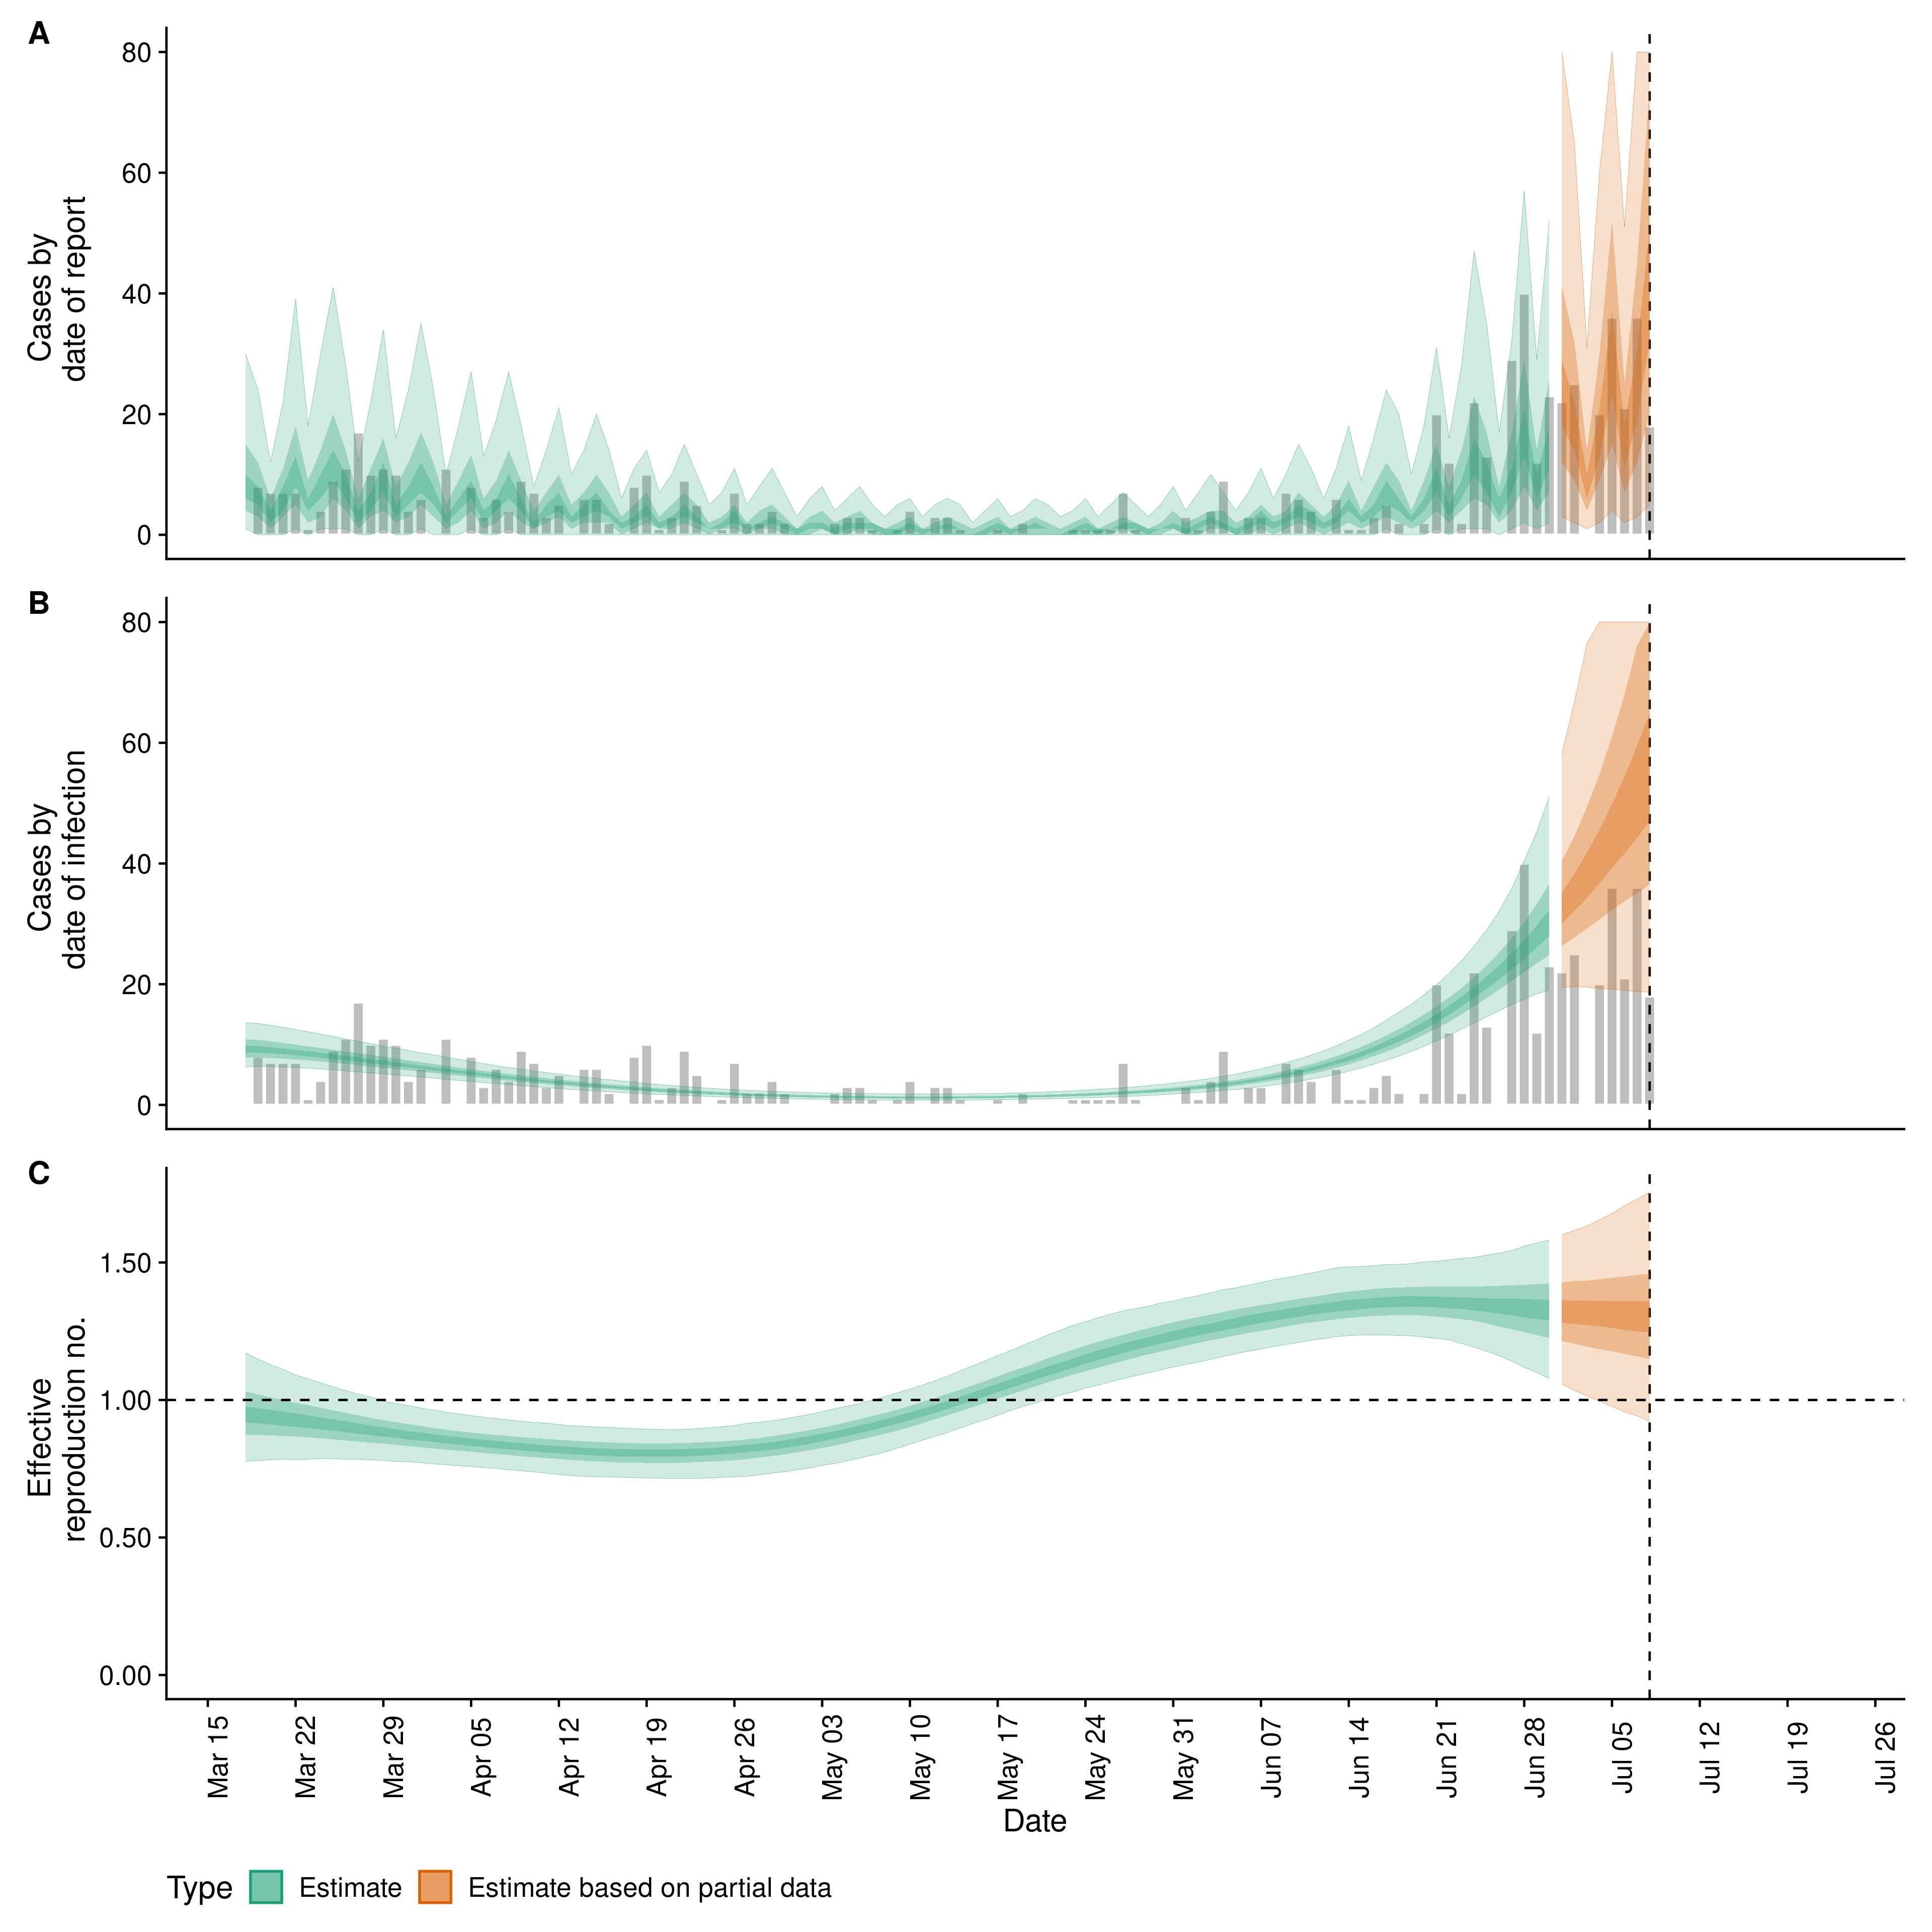 A
80
60
40
20
0
Cases by
date of report
B
80
60
40
20
0
Cases by
date of infection
C
1.50
1.00
0.50
0.00
Effective
reproduction no.
Mar 15
Mar 22
Mar 29
Apr 05
Apr 12
Apr 19
Apr 26
May 03
May 10
May 17
May 24
May 31
Jun 07
Jun 14
Jun 21
Jun 28
Jul 05
Jul 12
Jul 19
Jul 26
Date
Type Estimate Estimate based on partial data